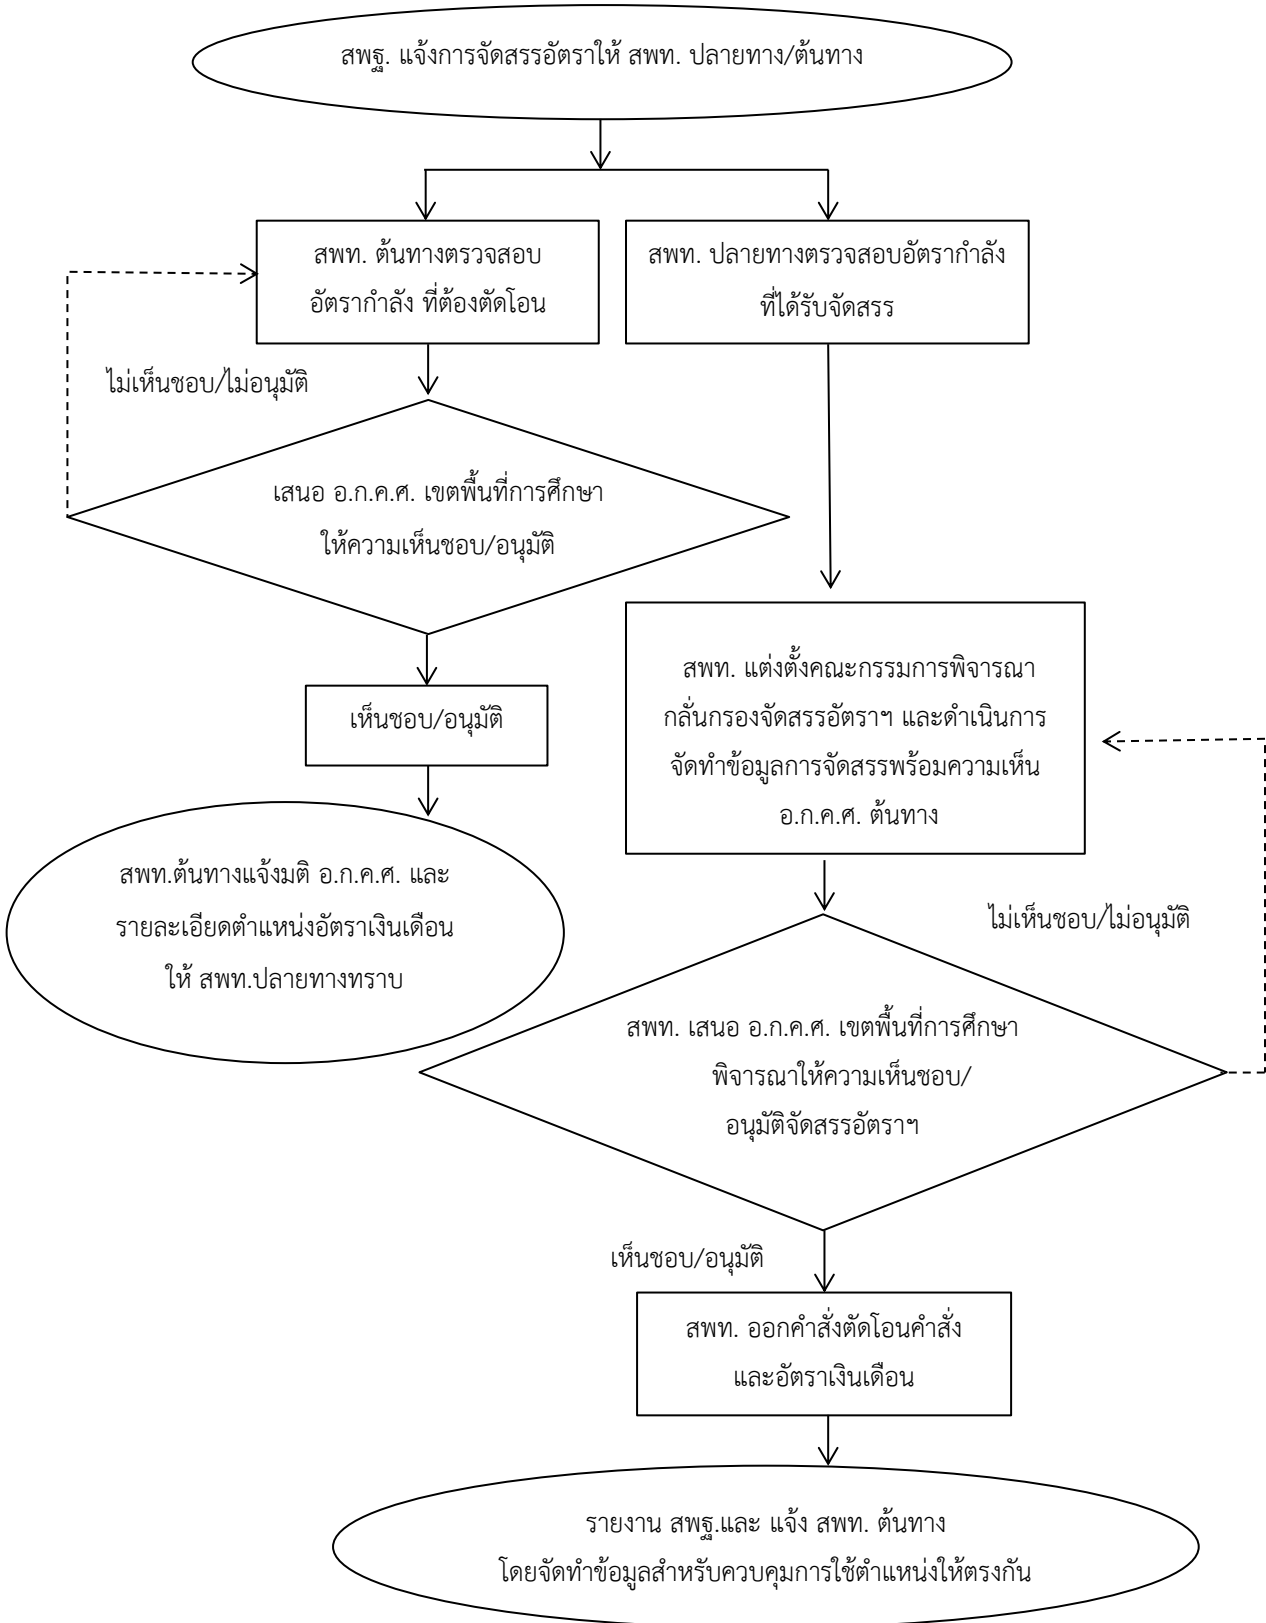 สพฐ. แจ้งการจัดสรรอัตราให้ สพท. ปลายทาง/ต้นทาง
สพท. ต้นทางตรวจสอบ
อัตรากำลัง ที่ต้องตัดโอน
สพท. ปลายทางตรวจสอบอัตรากำลัง
ที่ได้รับจัดสรร
ไม่เห็นชอบ/ไม่อนุมัติ
เสนอ อ.ก.ค.ศ. เขตพื้นที่การศึกษา
ให้ความเห็นชอบ/อนุมัติ
เห็นชอบ/อนุมัติ
สพท.ต้นทางแจ้งมติ อ.ก.ค.ศ. และ
รายละเอียดตำแหน่งอัตราเงินเดือน
ให้ สพท.ปลายทางทราบ
สพท. แต่งตั้งคณะกรรมการพิจารณา
กลั่นกรองจัดสรรอัตราฯ และดำเนินการ
จัดทำข้อมูลการจัดสรรพร้อมความเห็น
อ.ก.ค.ศ. ต้นทาง
ไม่เห็นชอบ/ไม่อนุมัติ
สพท. เสนอ อ.ก.ค.ศ. เขตพื้นที่การศึกษา
พิจารณาให้ความเห็นชอบ/
อนุมัติจัดสรรอัตราฯ
เห็นชอบ/อนุมัติ
สพท. ออกคำสั่งตัดโอนคำสั่ง
และอัตราเงินเดือน
รายงาน สพฐ.และ แจ้ง สพท. ต้นทาง
โดยจัดทำข้อมูลสำหรับควบคุมการใช้ตำแหน่งให้ตรงกัน